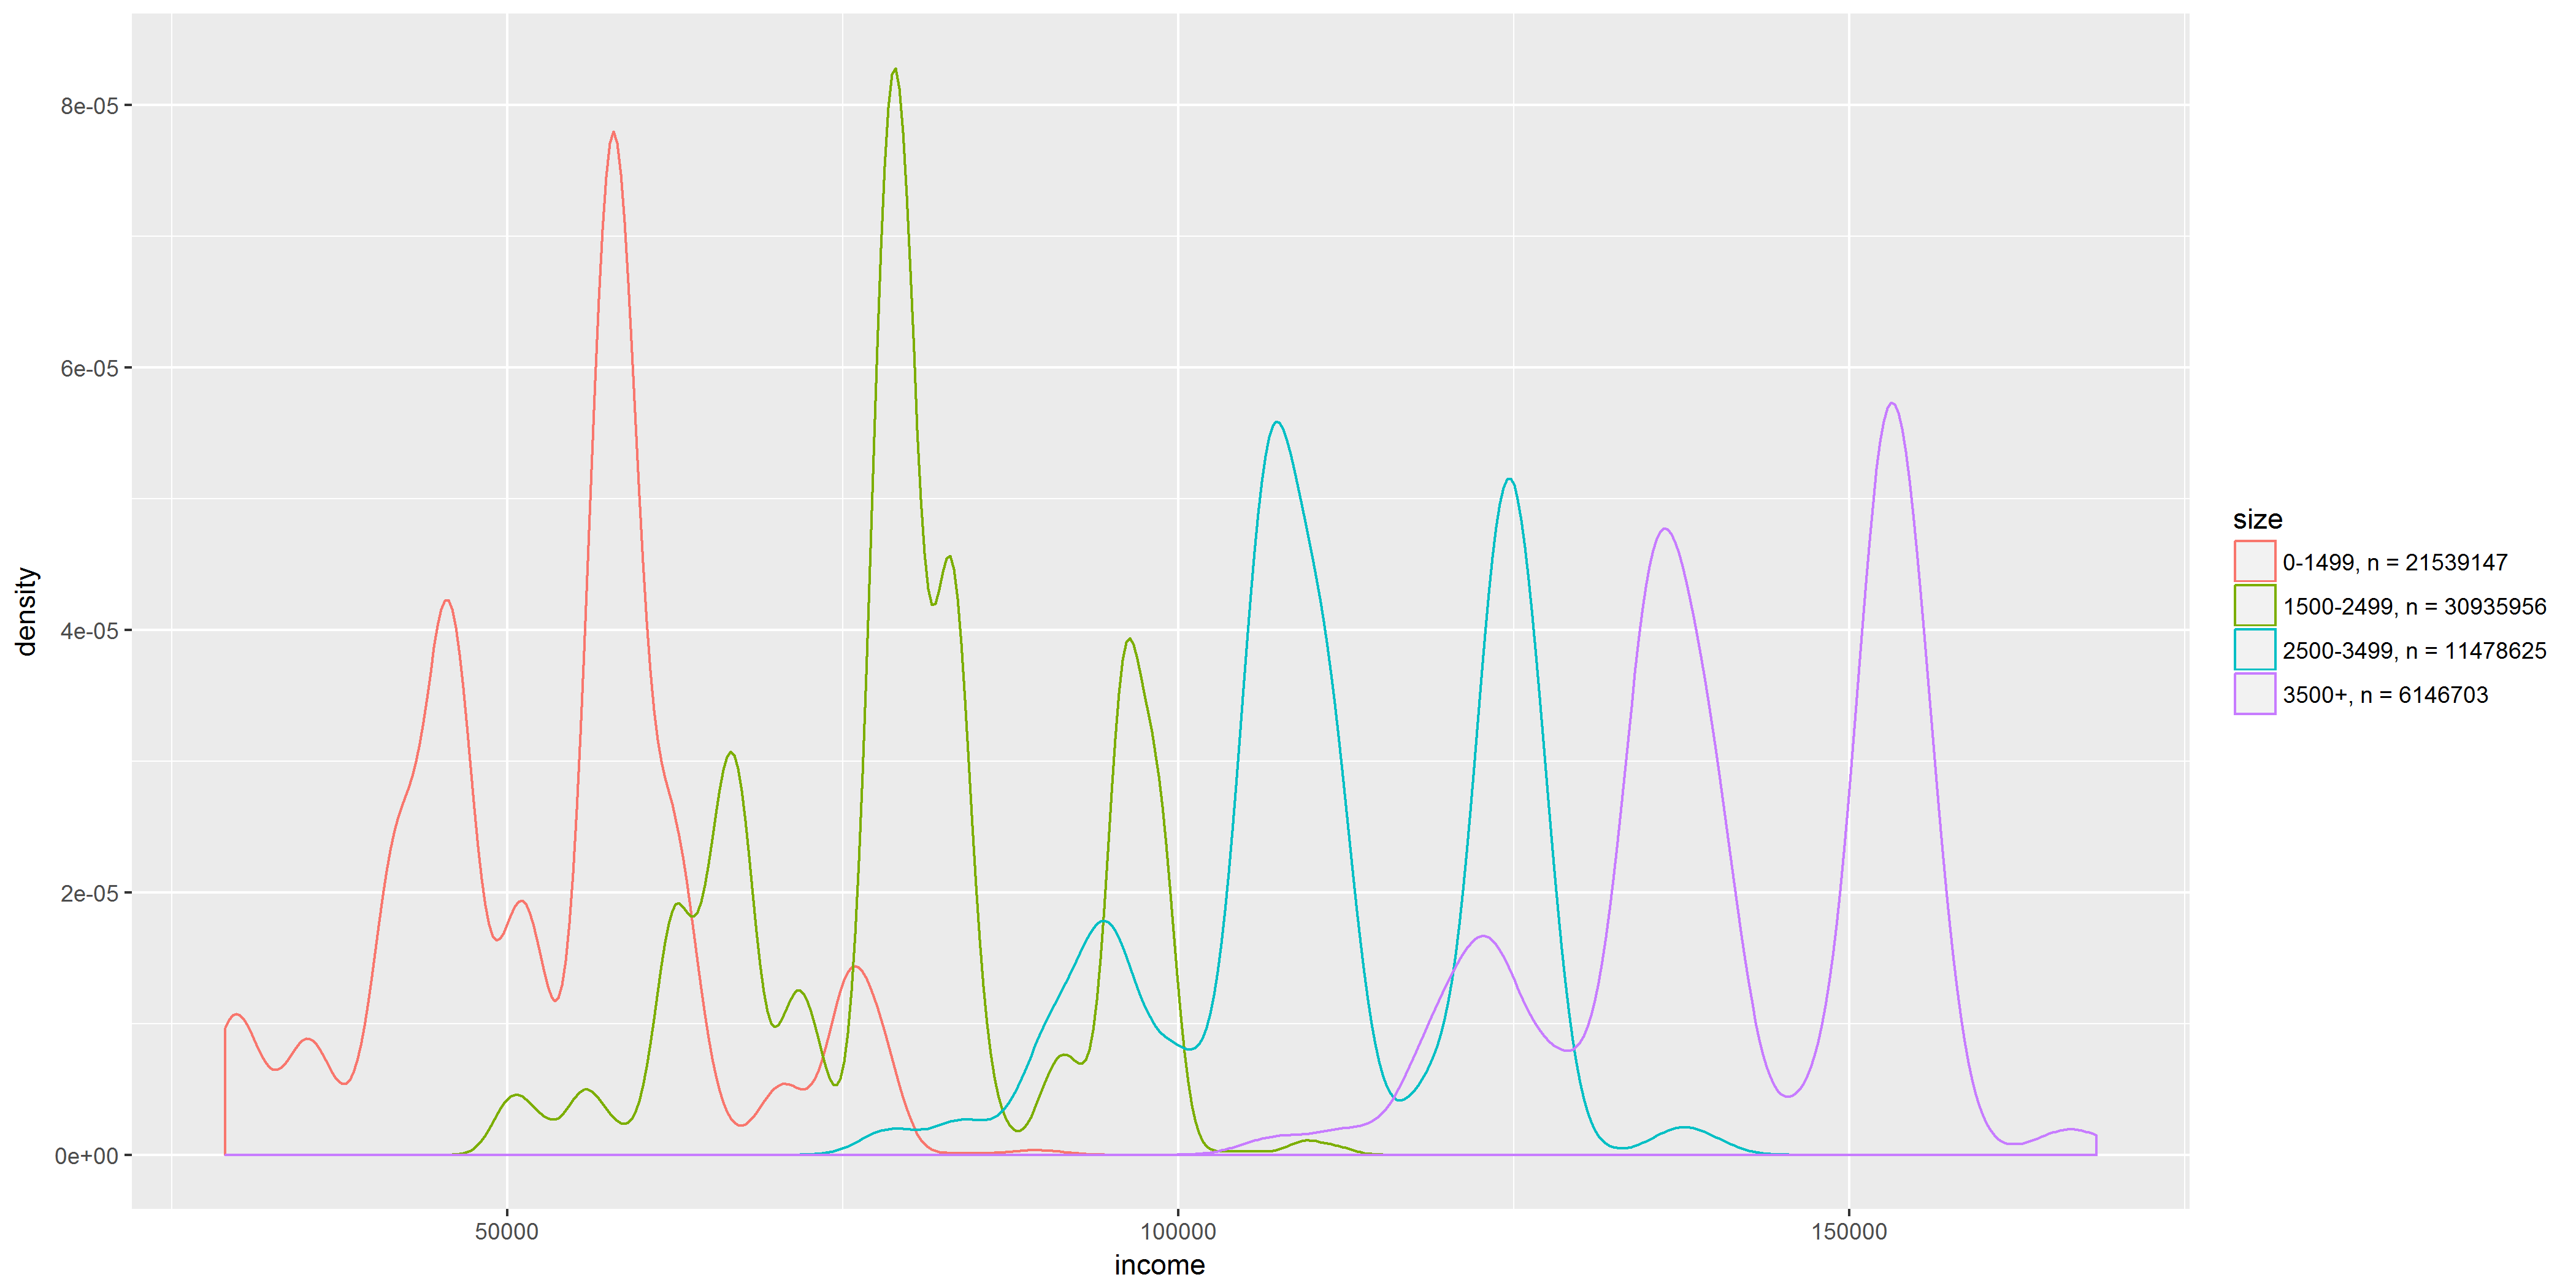 8e-05
6e-05
4e-05
2e-05
0e+00
density
50000
100000
150000
income
size
0-1499, n = 21539147
1500-2499, n = 30935956
2500-3499, n = 11478625
3500+, n = 6146703